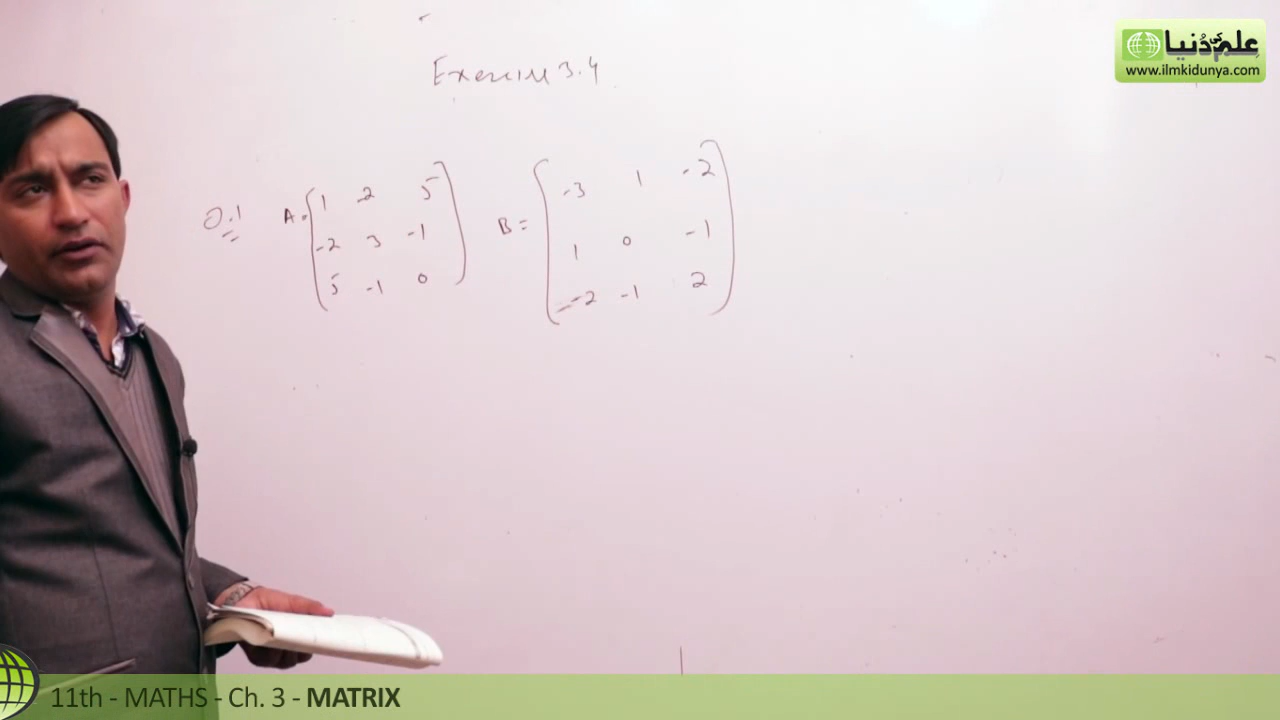 علم کی دُنیا
www.ilmkidunya.com
Exercise 3.4
Q.1 A = [ 1 -2 5
-2 3 -1
5 -1 0 ]
B = [ -3 1 -2
1 0 -1
-2 -1 2 ]
11th - MATHS - Ch. 3 - MATRIX